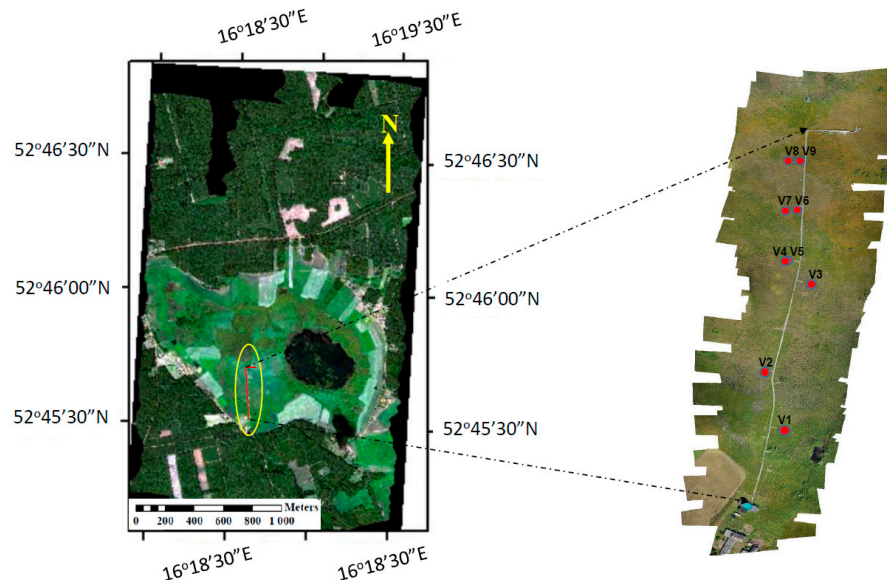 16°18’30”E
16°19’30”E
52°46’30”N
N
52°46’30”N
V8 V9
V7 V6
V4 V5
V3
52°46’00”N
52°46’00”N
V2
52°45’30”N
52°45’30”N
V1
Meters
0 200 400 600 800 1 000
16°18’30”E
16°18’30”E